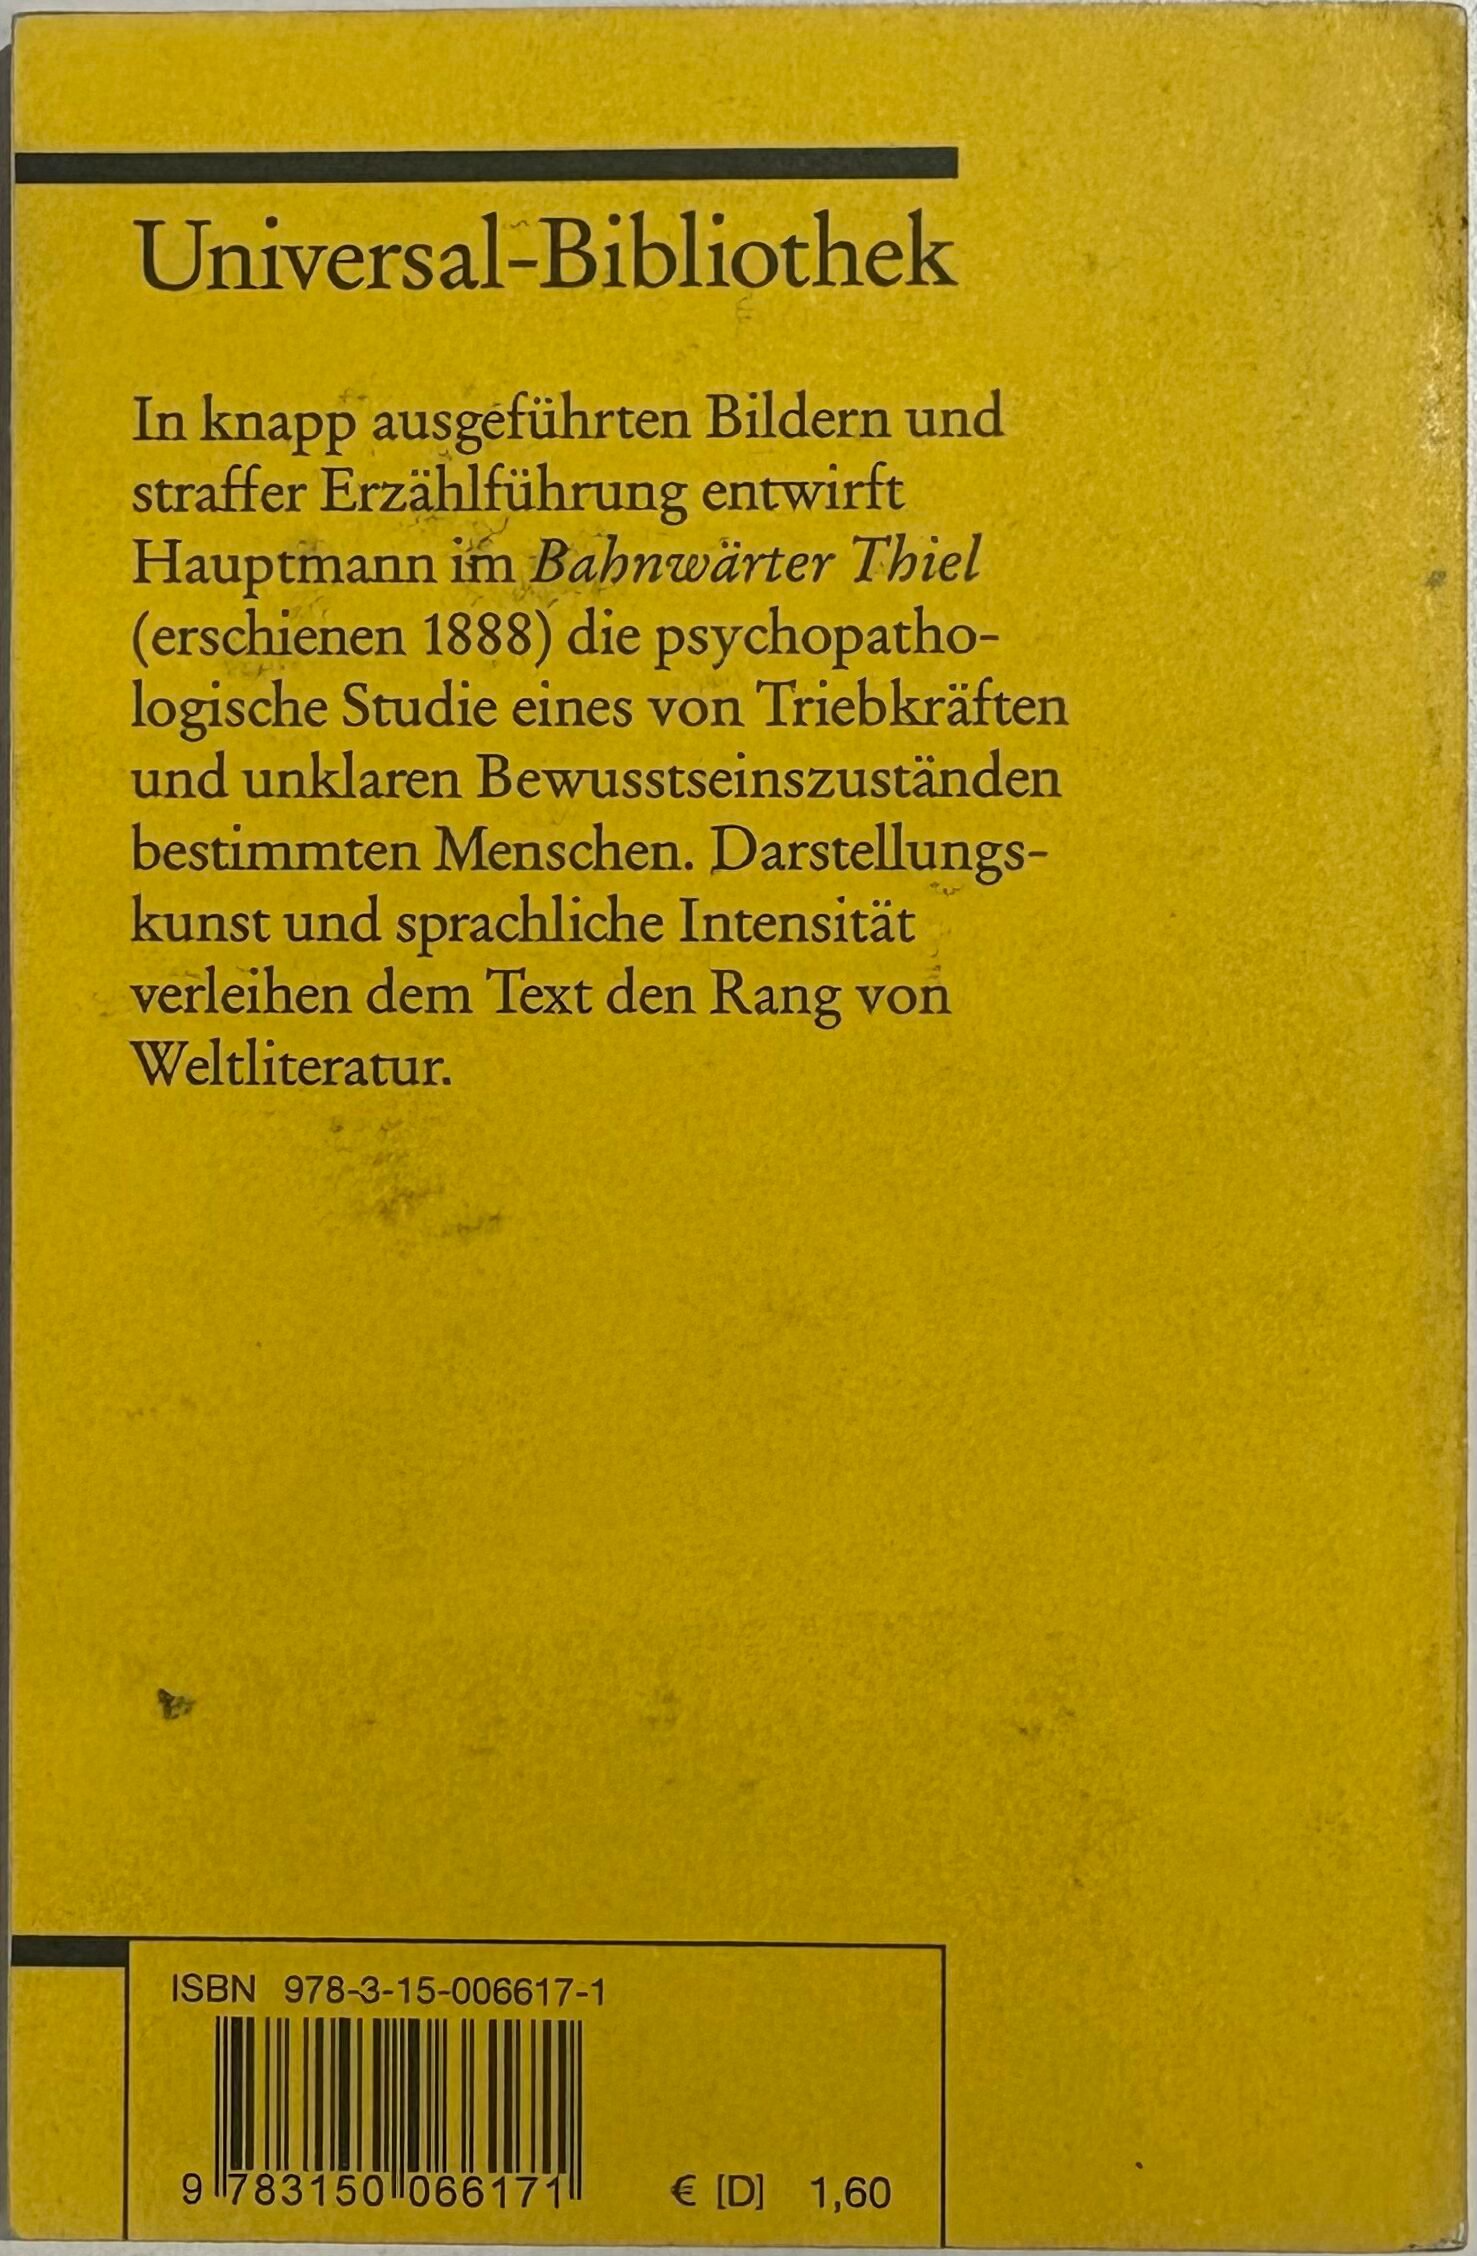 Universal-Bibliothek
In knapp ausgeführten Bildern und
straffer Erzählführung entwirft
Hauptmann im Bahnwärter Thiel
(erschienen 1888) die psychopatho-
logische Studie eines von Triebkräften
und unklaren Bewusstseinszuständen
bestimmten Menschen. Darstellungs-
kunst und sprachliche Intensität
verleihen dem Text den Rang von
Weltliteratur.
ISBN 978-3-15-006617-1
9 783150 066171
€ [D] 1,60